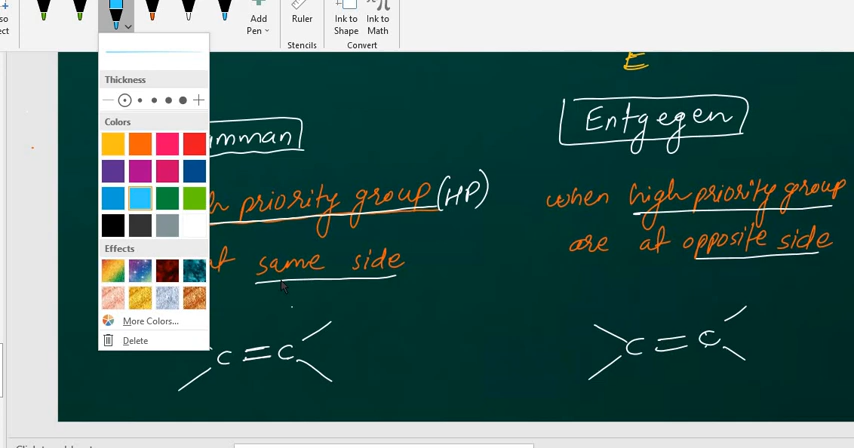 Add
Pen
Ruler
Ink to
Shape
Ink to
Math
Stencils
Convert
Thickness
Colors
Effects
More Colors...
Delete
E
mman
Entgegen
h priority group (HP)
same side
when high priority group
are at opposite side
C = C
C = C